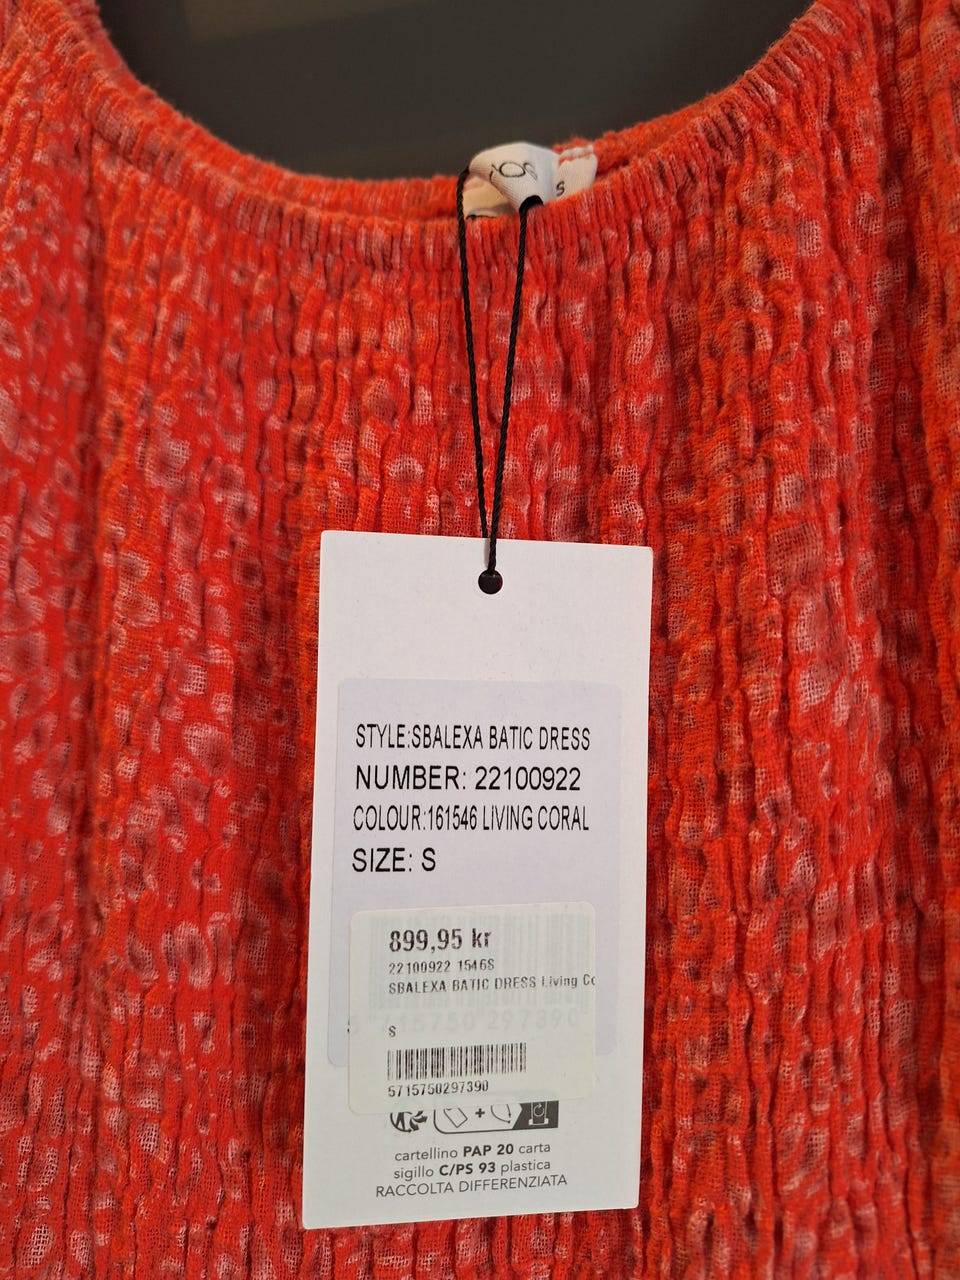 S
STYLE:SBALEXA BATIC DRESS
NUMBER: 22100922
COLOUR:161546 LIVING CORAL
SIZE: S
899,95 kr
22100922 1546S
SBALEXA BATIC DRESS Living Co
S
5715750297390
cartellino PAP 20 carta
sigillo C/PS 93 plastica
RACCOLTA DIFFERENZIATA